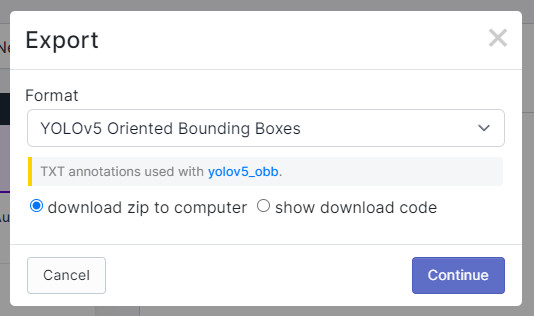 Export
Format
YOLOv5 Oriented Bounding Boxes
TXT annotations used with yolov5_obb.
download zip to computer show download code
Cancel Continue